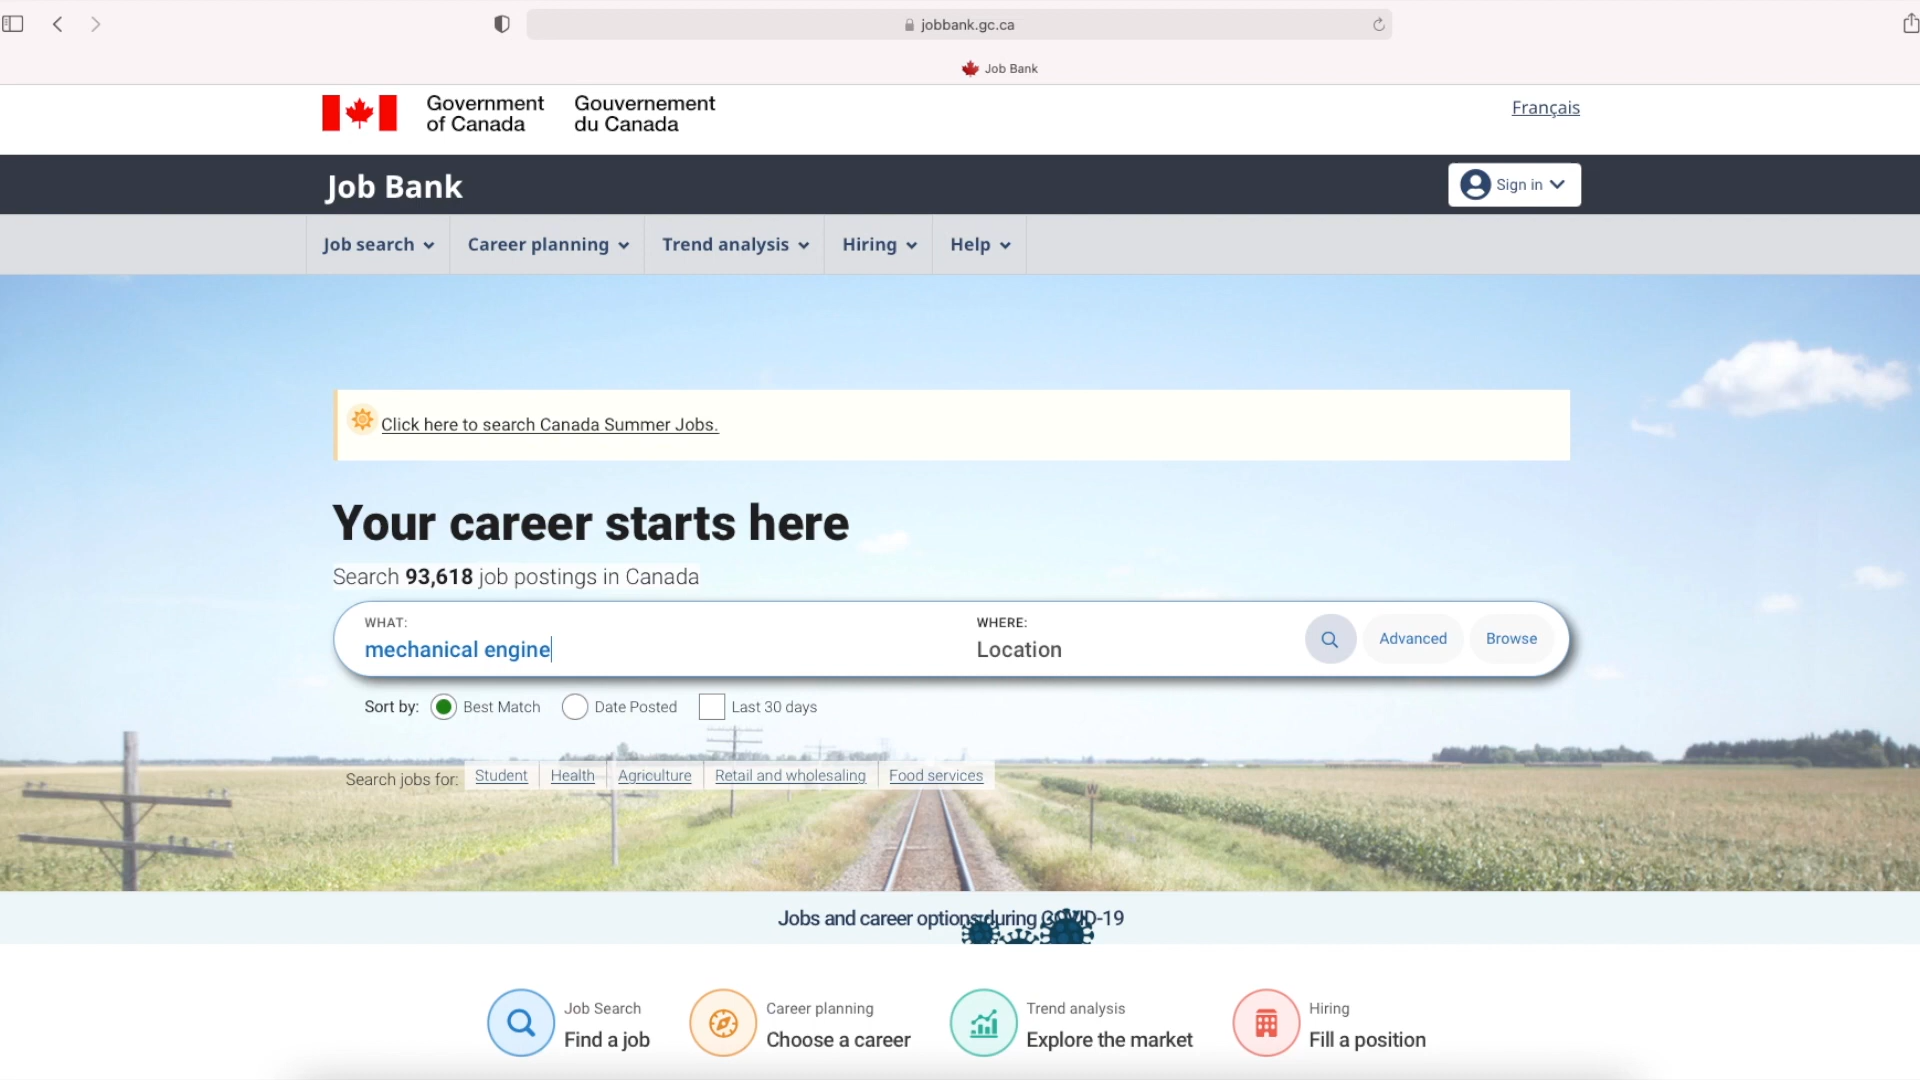 jobbank.gc.ca
Job Bank
Government of Canada
Gouvernement du Canada
Français
Job Bank
Sign in
Job search
Career planning
Trend analysis
Hiring
Help
Click here to search Canada Summer Jobs.
Your career starts here
Search 93,618 job postings in Canada
WHAT:
mechanical engine
WHERE:
Location
Advanced
Browse
Sort by: Best Match Date Posted Last 30 days
Search jobs for: Student Health Agriculture Retail and wholesaling Food services
W
Jobs and career options during COVID-19
Job Search
Find a job
Career planning
Choose a career
Trend analysis
Explore the market
Hiring
Fill a position